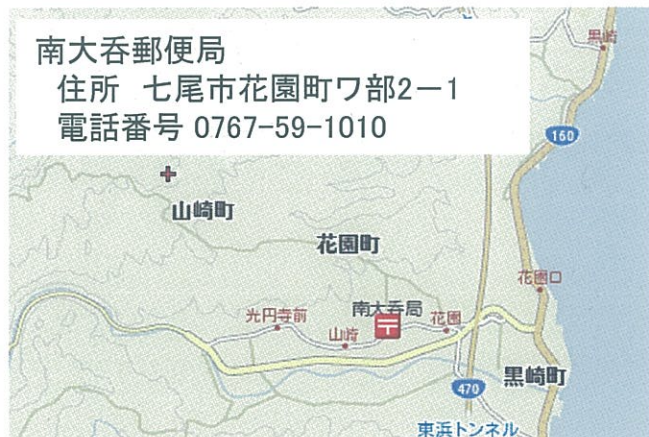 南大呑郵便局
住所 七尾市花園町ワ部2－1
電話番号 0767-59-1010
黒崎
160
山崎町
花園町
花園口
南大呑局
光円寺前
山崎
花園
黒崎町
470
東浜トンネル